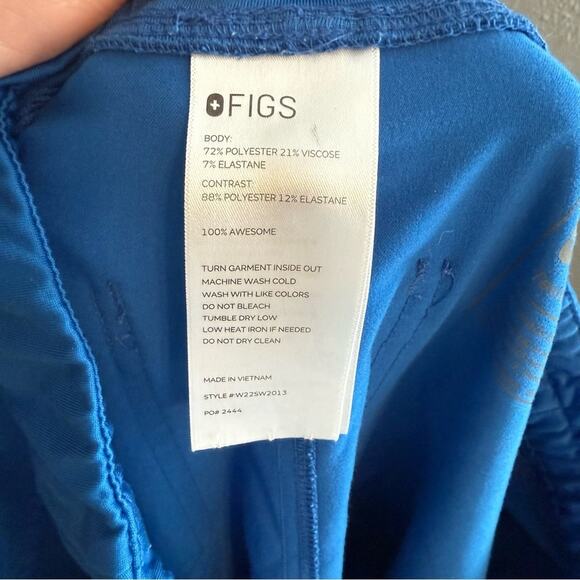 FIGS
BODY:
72% POLYESTER 21% VISCOSE
7% ELASTANE
CONTRAST:
88% POLYESTER 12% ELASTANE
100% AWESOME
TURN GARMENT INSIDE OUT
MACHINE WASH COLD
WASH WITH LIKE COLORS
DO NOT BLEACH
TUMBLE DRY LOW
LOW HEAT IRON IF NEEDED
DO NOT DRY CLEAN
MADE IN VIETNAM
STYLE #:W22SW2013
PO# 2444